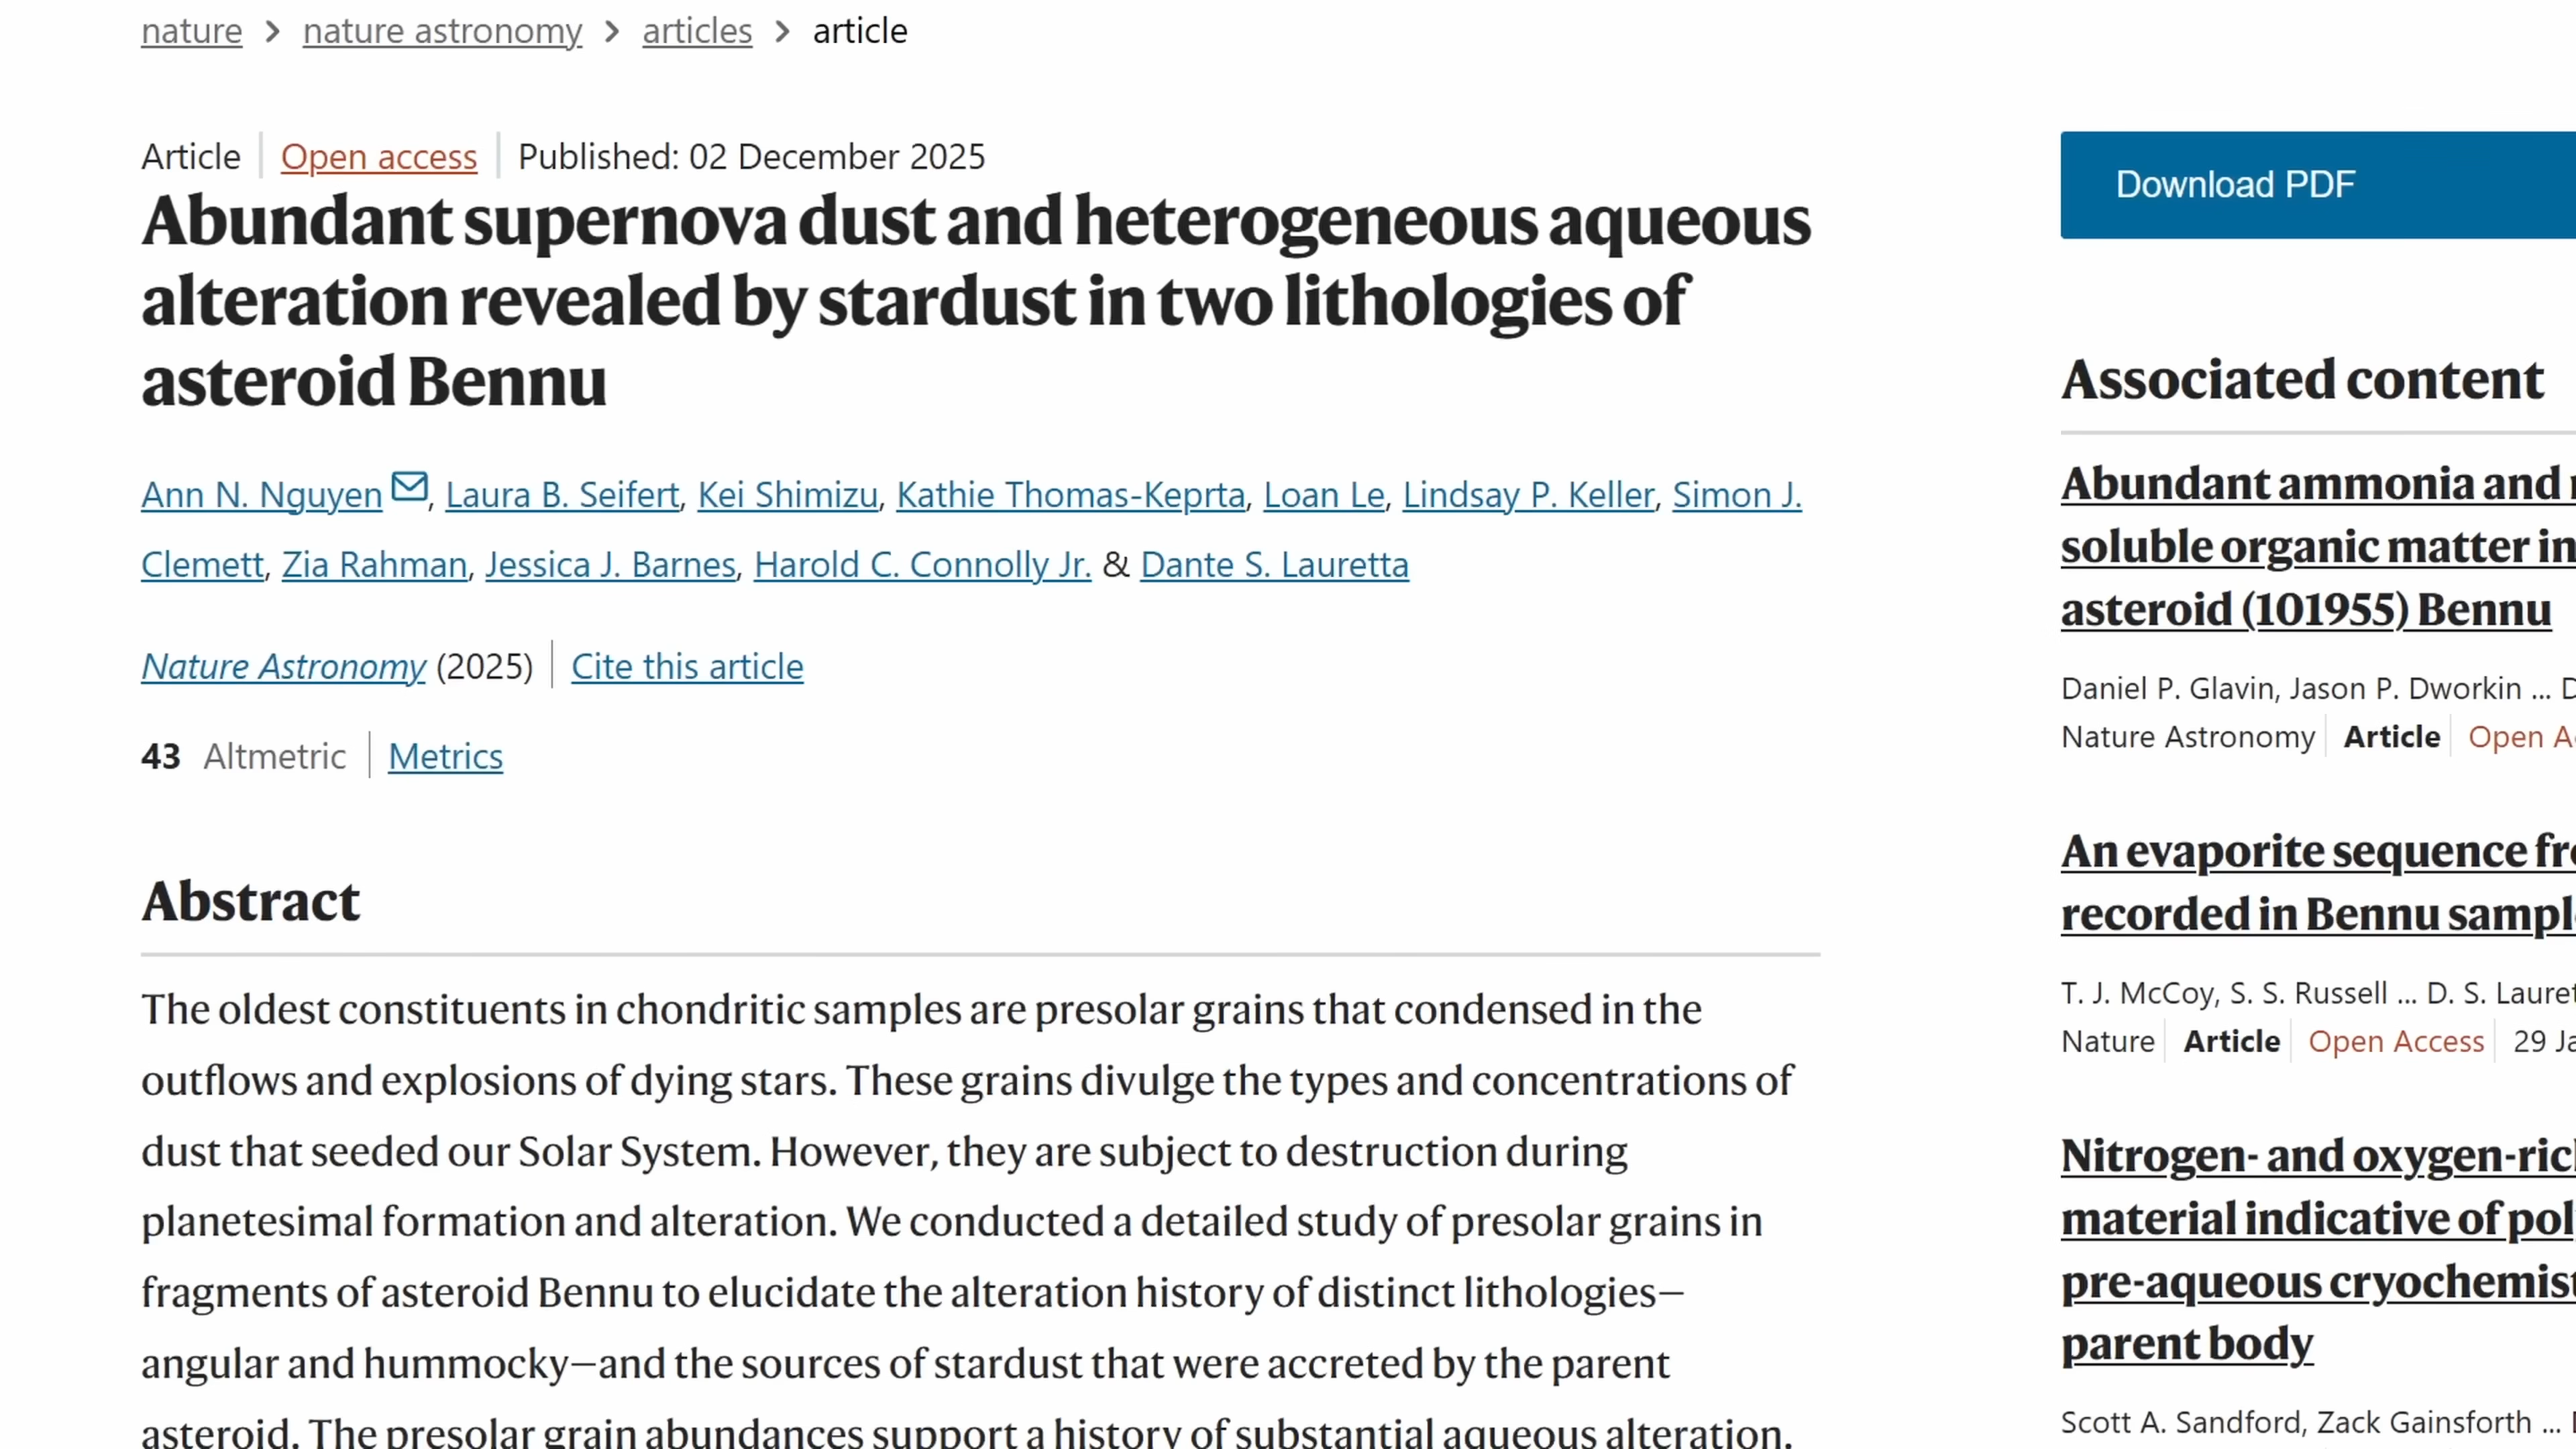 nature > nature astronomy > articles > article
Article | Open access | Published: 02 December 2025
Abundant supernova dust and heterogeneous aqueous
alteration revealed by stardust in two lithologies of
asteroid Bennu
Ann N. Nguyen, Laura B. Seifert, Kei Shimizu, Kathie Thomas-Keprta, Loan Le, Lindsay P. Keller, Simon J.
Clemett, Zia Rahman, Jessica J. Barnes, Harold C. Connolly Jr. & Dante S. Lauretta
Nature Astronomy (2025) | Cite this article
43 Altmetric | Metrics
Abstract
The oldest constituents in chondritic samples are presolar grains that condensed in the
outflows and explosions of dying stars. These grains divulge the types and concentrations of
dust that seeded our Solar System. However, they are subject to destruction during
planetesimal formation and alteration. We conducted a detailed study of presolar grains in
fragments of asteroid Bennu to elucidate the alteration history of distinct lithologies—
angular and hummocky—and the sources of stardust that were accreted by the parent
asteroid. The presolar grain abundances support a history of substantial aqueous alteration.
Download PDF
Associated content
Abundant ammonia and
soluble organic matter in
asteroid (101955) Bennu
Daniel P. Glavin, Jason P. Dworkin ... D
Nature Astronomy | Article | Open
An evaporite sequence
recorded in Bennu
T. J. McCoy, S. S. Russell ... D. S.
Nature | Article | Open Access | 29
Nitrogen- and
material indicative of
pre-aqueous
parent body
Scott A. Sandford, Zack Gainsforth ...